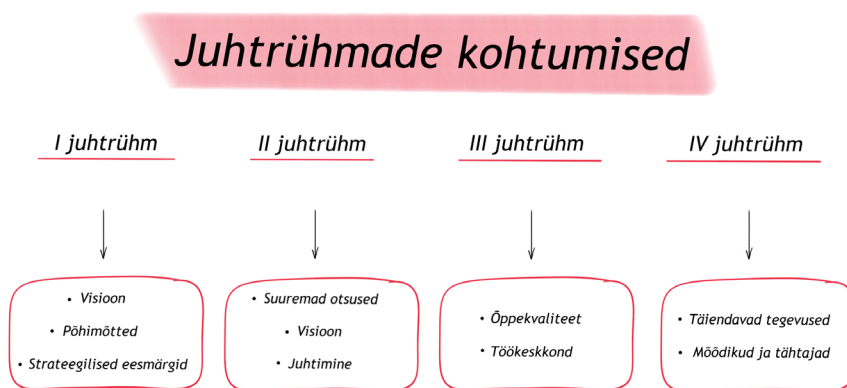 Juhtrühmade kohtumised
I juhtrühm
II juhtrühm
III juhtrühm
IV juhtrühm
• Visioon
• Põhimõtted
• Strateegilised eesmärgid
• Suuremad otsused
• Visioon
• Juhtimine
• Õppekvaliteet
• Töökeskkond
• Täiendavad tegevused
• Mõõdikud ja tähtajad